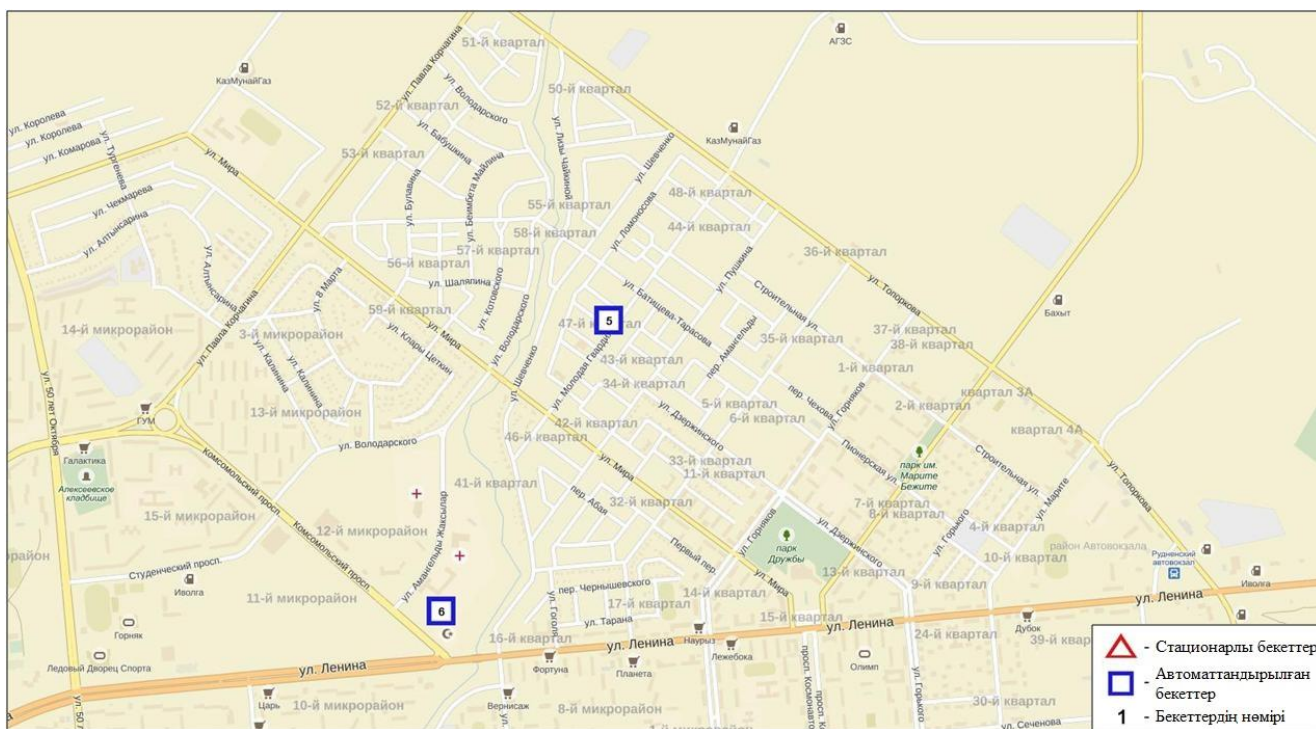 51-й квартал
ул. Павла Корчагина
АГЗС
КазМунайГаз
50-й квартал
52-й квартал
ул. Володарского
ул. Королева
ул. Королева
ул. Комарова
ул. Тургенева
ул. Мира
ул. Бабушкина
ул. Лизы Чайкиной
КазМунайГаз
53-й квартал
ул. Шевченко
ул. Беимбета Майлина
ул. Чекмарева
ул. Булавина
48-й квартал
55-й квартал
ул. Ломоносова
ул. Алтынсарина
58-й квартал
44-й квартал
57-й квартал
36-й квартал
ул. Пушкина
56-й квартал
ул. Топоркова
ул. Алтынсарина
ул. 8 Марта
ул. Шаляпина
ул. Котовского
ул. Батищева-Тарасова
Строительная ул.
Бахыт
59-й квартал
ул. Володарского
5
47-й квартал
14-й микрорайон
3-й микрорайон
ул. Павла Корчагина
ул. Мира
37-й квартал
38-й квартал
35-й квартал
пер. Амангельды
ул. Клары Цеткин
ул. Молодая Гвардия
43-й квартал
1-й квартал
ул. Калинина
ул. Калинина
ул. Шевченко
34-й квартал
квартал 3А
ул. 50 лет Октября
пер. Чехова
ул. Горняков
5-й квартал
2-й квартал
6-й квартал
ГУМ
13-й микрорайон
42-й квартал
ул. Дзержинского
квартал 4А
46-й квартал
ул. Володарского
Галактика
Комсомольский просп.
Пионерская ул.
парк им.
Марите
Бежите
Строительная ул.
ул. Мира
33-й квартал
11-й квартал
ул. Топоркова
Алексеевское
кладбище
41-й квартал
пер. Абая
32-й квартал
ул. Марите
7-й квартал
8-й квартал
15-й микрорайон
12-й микрорайон
ул. Горького
4-й квартал
ул. Амангельды Жаксылар
Комсомольский просп.
ул. Горняков
парк
Дружбы
ул. Дзержинского
10-й квартал
район Автовокзала
Первый пер.
Рудненский
автовокзал
Студенческий просп.
Иволга
13-й квартал
9-й квартал
Иволга
пер. Чернышевского
ул. Мира
11-й микрорайон
14-й квартал
17-й квартал
ул. Ленина
6
ул. Гоголя
ул. Тарана
15-й квартал
Горняк
16-й квартал
Наурыз
ул. Ленина
Дубок
ул. Ленина
24-й квартал
Ледовый Дворец Спорта
ул. Ленина
Фортуна
Планета
Лежебока
Олимп
Царь
10-й микрорайон
Вернисаж
8-й микрорайон
ул. Горького
30-й квартал
ул. Сеченова
- Стационарлы бекеттер
- Автоматтандырылған
бекеттер
1 - Бекеттердің нөмірі